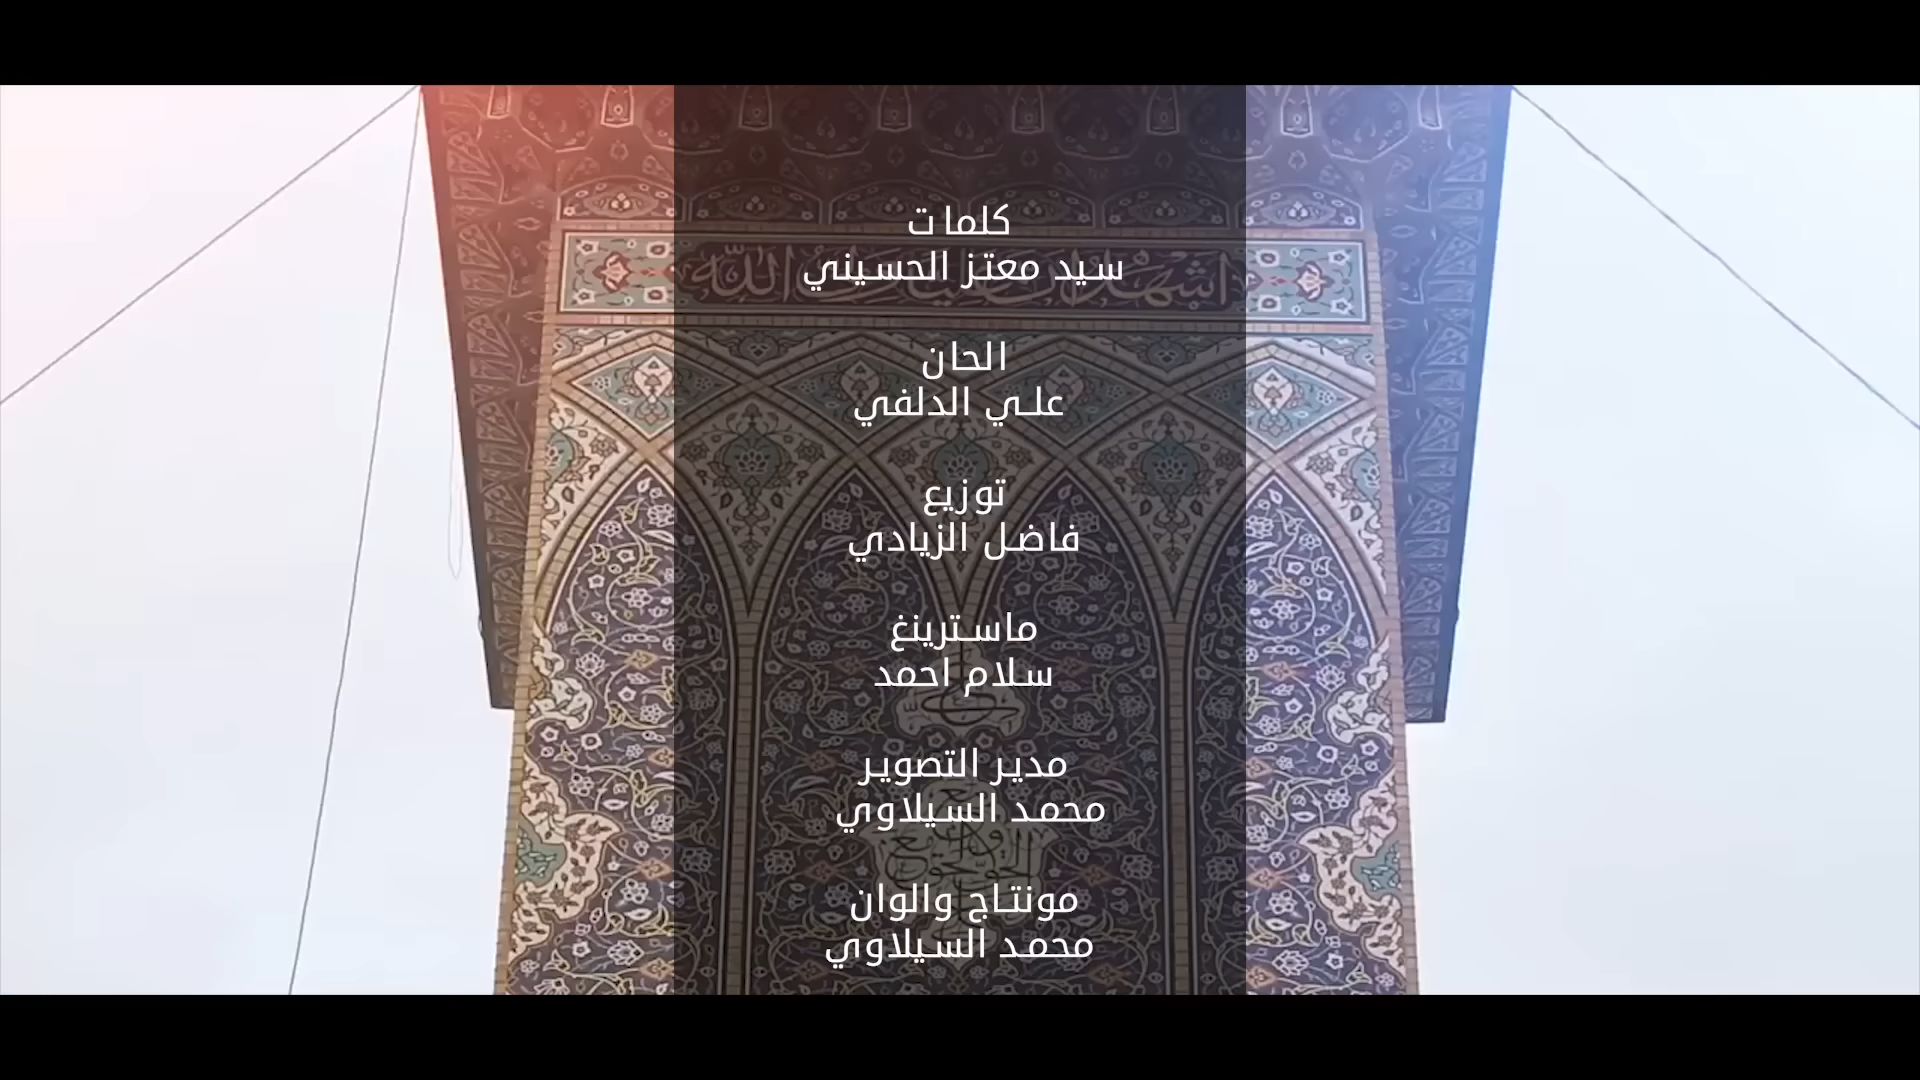 كلمات
سيد معتز الحسيني
الحان
علي الدلفي
توزيع
فاضل الزيادي
ماسترينغ
سلام احمد
مدير التصوير
محمد السيلاوي
مونتاج والوان
محمد السيلاوي